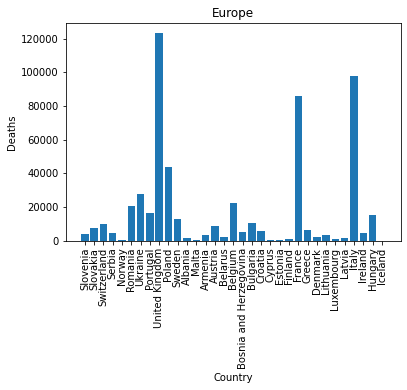 Europe
120000
100000
80000
60000
40000
20000
0
Deaths
Slovenia
Slovakia
Switzerland
Serbia
Norway
Romania
Ukraine
Portugal
United Kingdom
Poland
Sweden
Albania
Malta
Armenia
Austria
Belarus
Belgium
Bosnia and Herzegovina
Bulgaria
Croatia
Cyprus
Estonia
Finland
France
Greece
Denmark
Lithuania
Luxembourg
Latvia
Italy
Ireland
Hungary
Iceland
Country